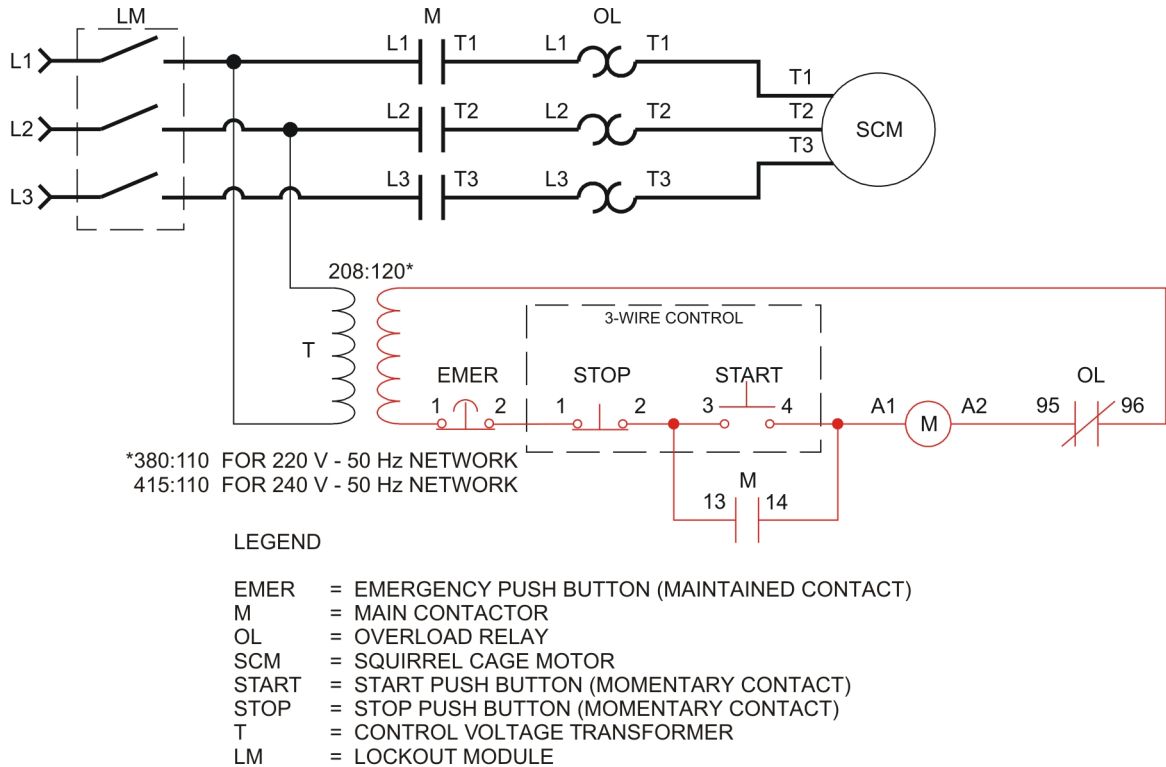 LM M OL
L1 L1 T1 L1 T1 T1
L2 L2 T2 L2 T2 T2 SCM
L3 L3 T3 L3 T3 T3
208:120*
3-WIRE CONTROL
T
EMER STOP START OL
1 2 1 2 3 4 A1 M A2 95 96
*380:110 FOR 220 V - 50 Hz NETWORK
415:110 FOR 240 V - 50 Hz NETWORK
M
13 14
LEGEND
EMER = EMERGENCY PUSH BUTTON (MAINTAINED CONTACT)
M = MAIN CONTACTOR
OL = OVERLOAD RELAY
SCM = SQUIRREL CAGE MOTOR
START = START PUSH BUTTON (MOMENTARY CONTACT)
STOP = STOP PUSH BUTTON (MOMENTARY CONTACT)
T = CONTROL VOLTAGE TRANSFORMER
LM = LOCKOUT MODULE